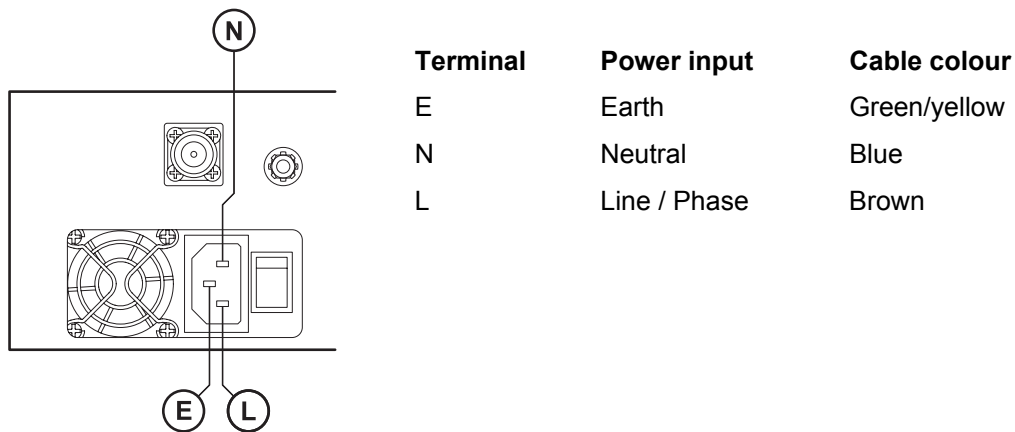 N
Terminal Power input Cable colour
E Earth Green/yellow
N Neutral Blue
L Line / Phase Brown
E L